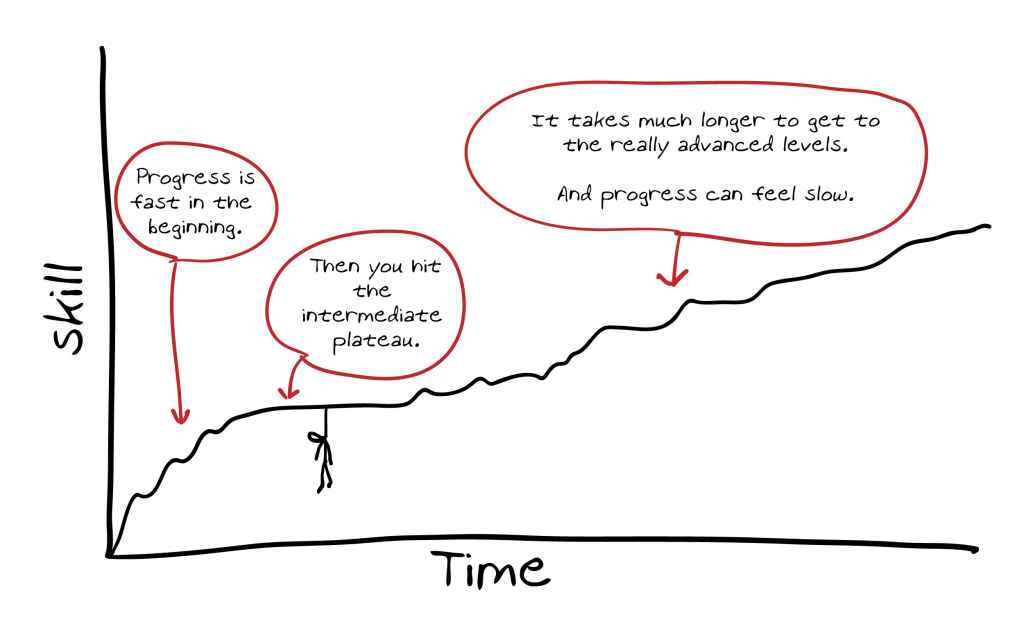 Progress is
fast in the
beginning.
Then you hit
the
intermediate
plateau.
It takes much longer to get to
the really advanced levels.
And progress can feel slow.
skill
Time